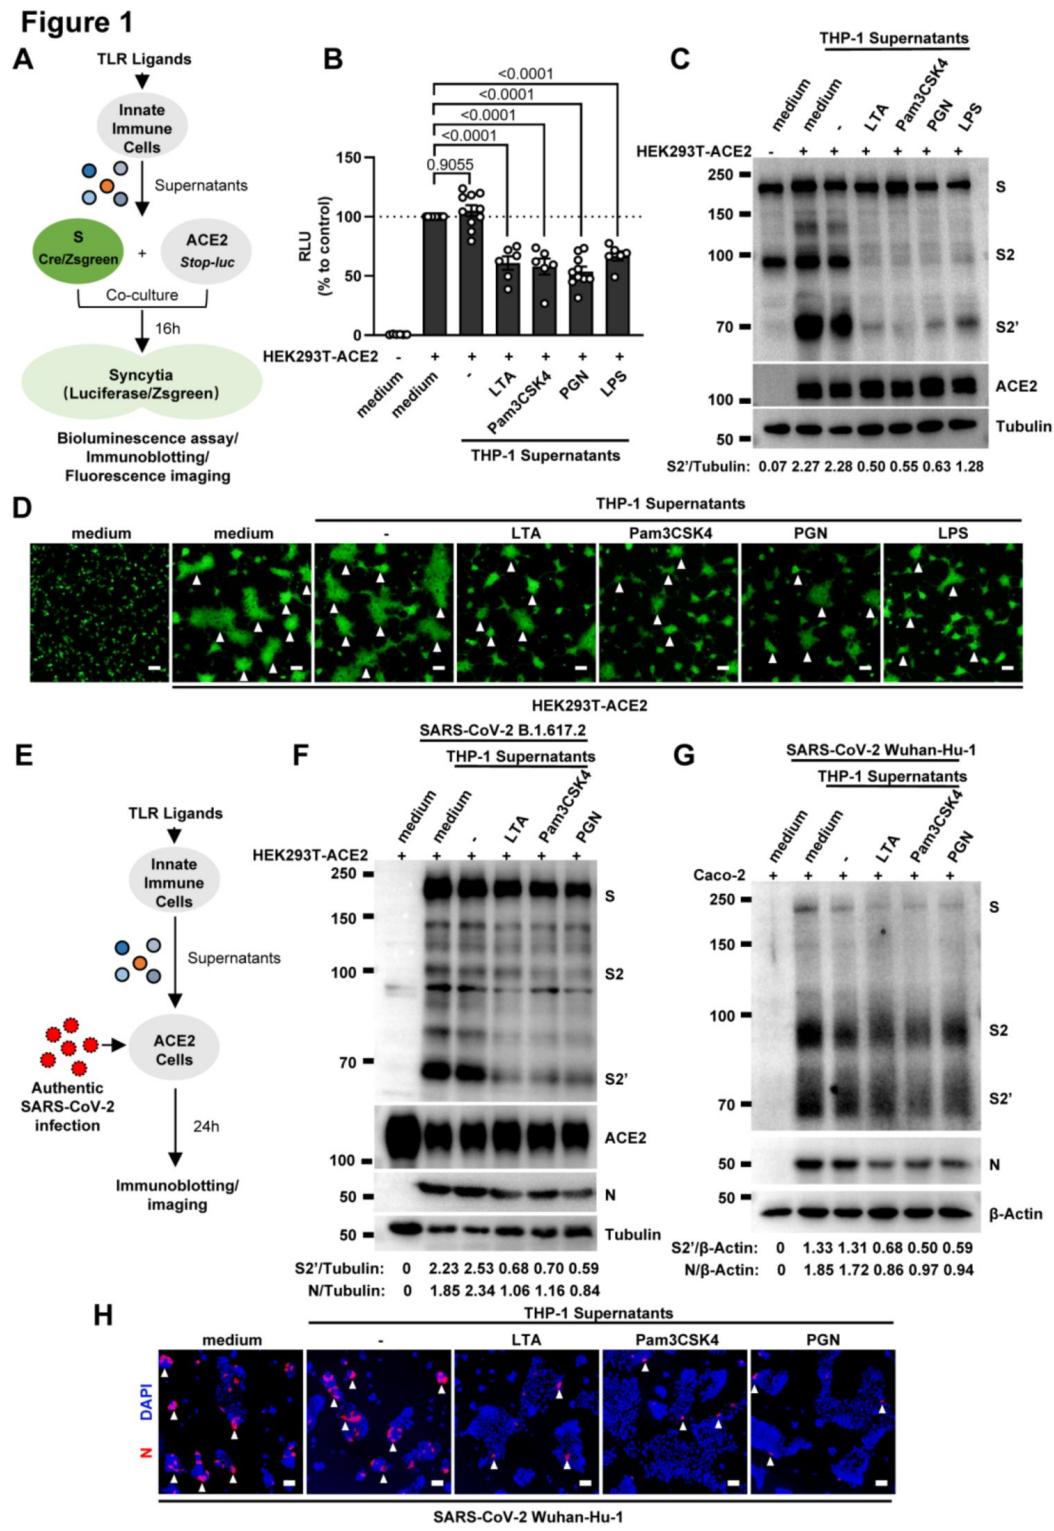 Figure 1
A
TLR Ligands
Innate
Immune
Cells
Supernatants
S
Cre/Zsgreen
+
ACE2
Stop-luc
Co-culture
16h
Syncytia
(Luciferase/Zsgreen)
Bioluminescence assay/
Immunoblotting/
Fluorescence imaging
B
<0.0001
<0.0001
<0.0001
<0.0001
0.9055
150
100
50
0
RLU
(% to control)
HEK293T-ACE2 - + + + + + +
medium medium - LTA Pam3CSK4 PGN LPS
THP-1 Supernatants
C
THP-1 Supernatants
medium medium - LTA Pam3CSK4 PGN LPS
HEK293T-ACE2 - + + + + + +
250 S
150
100 S2
70 S2'
ACE2
100
Tubulin
50
S2'/Tubulin: 0.07 2.27 2.28 0.50 0.55 0.63 1.28
D
THP-1 Supernatants
medium medium - LTA Pam3CSK4 PGN LPS
HEK293T-ACE2
E
TLR Ligands
Innate
Immune
Cells
Supernatants
ACE2
Cells
Authentic
SARS-CoV-2
infection
24h
Immunoblotting/
imaging
F
SARS-CoV-2 B.1.617.2
THP-1 Supernatants
medium medium - LTA Pam3CSK4 PGN
HEK293T-ACE2 + + + + + +
250
S
150
100 S2
70
S2'
ACE2
100
50 N
50 Tubulin
S2'/Tubulin: 0 2.23 2.53 0.68 0.70 0.59
N/Tubulin: 0 1.85 2.34 1.06 1.16 0.84
G
SARS-CoV-2 Wuhan-Hu-1
THP-1 Supernatants
medium medium - LTA Pam3CSK4 PGN
Caco-2 + + + + + +
250 S
150
100
S2
70 S2'
50 N
50
β-Actin
S2'/β-Actin: 0 1.33 1.31 0.68 0.50 0.59
N/β-Actin: 0 1.85 1.72 0.86 0.97 0.94
H
THP-1 Supernatants
medium - LTA Pam3CSK4 PGN
N DAPI
SARS-CoV-2 Wuhan-Hu-1